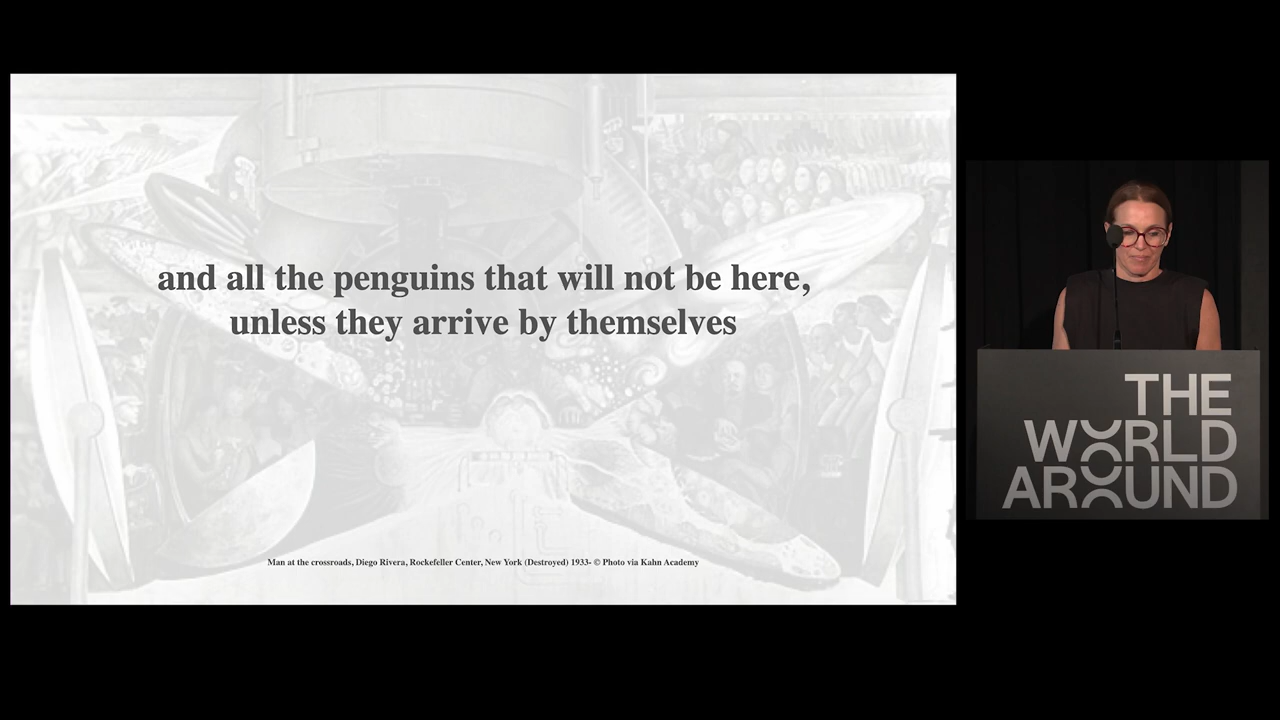 and all the penguins that will not be here,
unless they arrive by themselves
Man at the crossroads, Diego Rivera, Rockefeller Center, New York (Destroyed) 1933- © Photo via Kahn Academy
THE
WORLD
AROUND